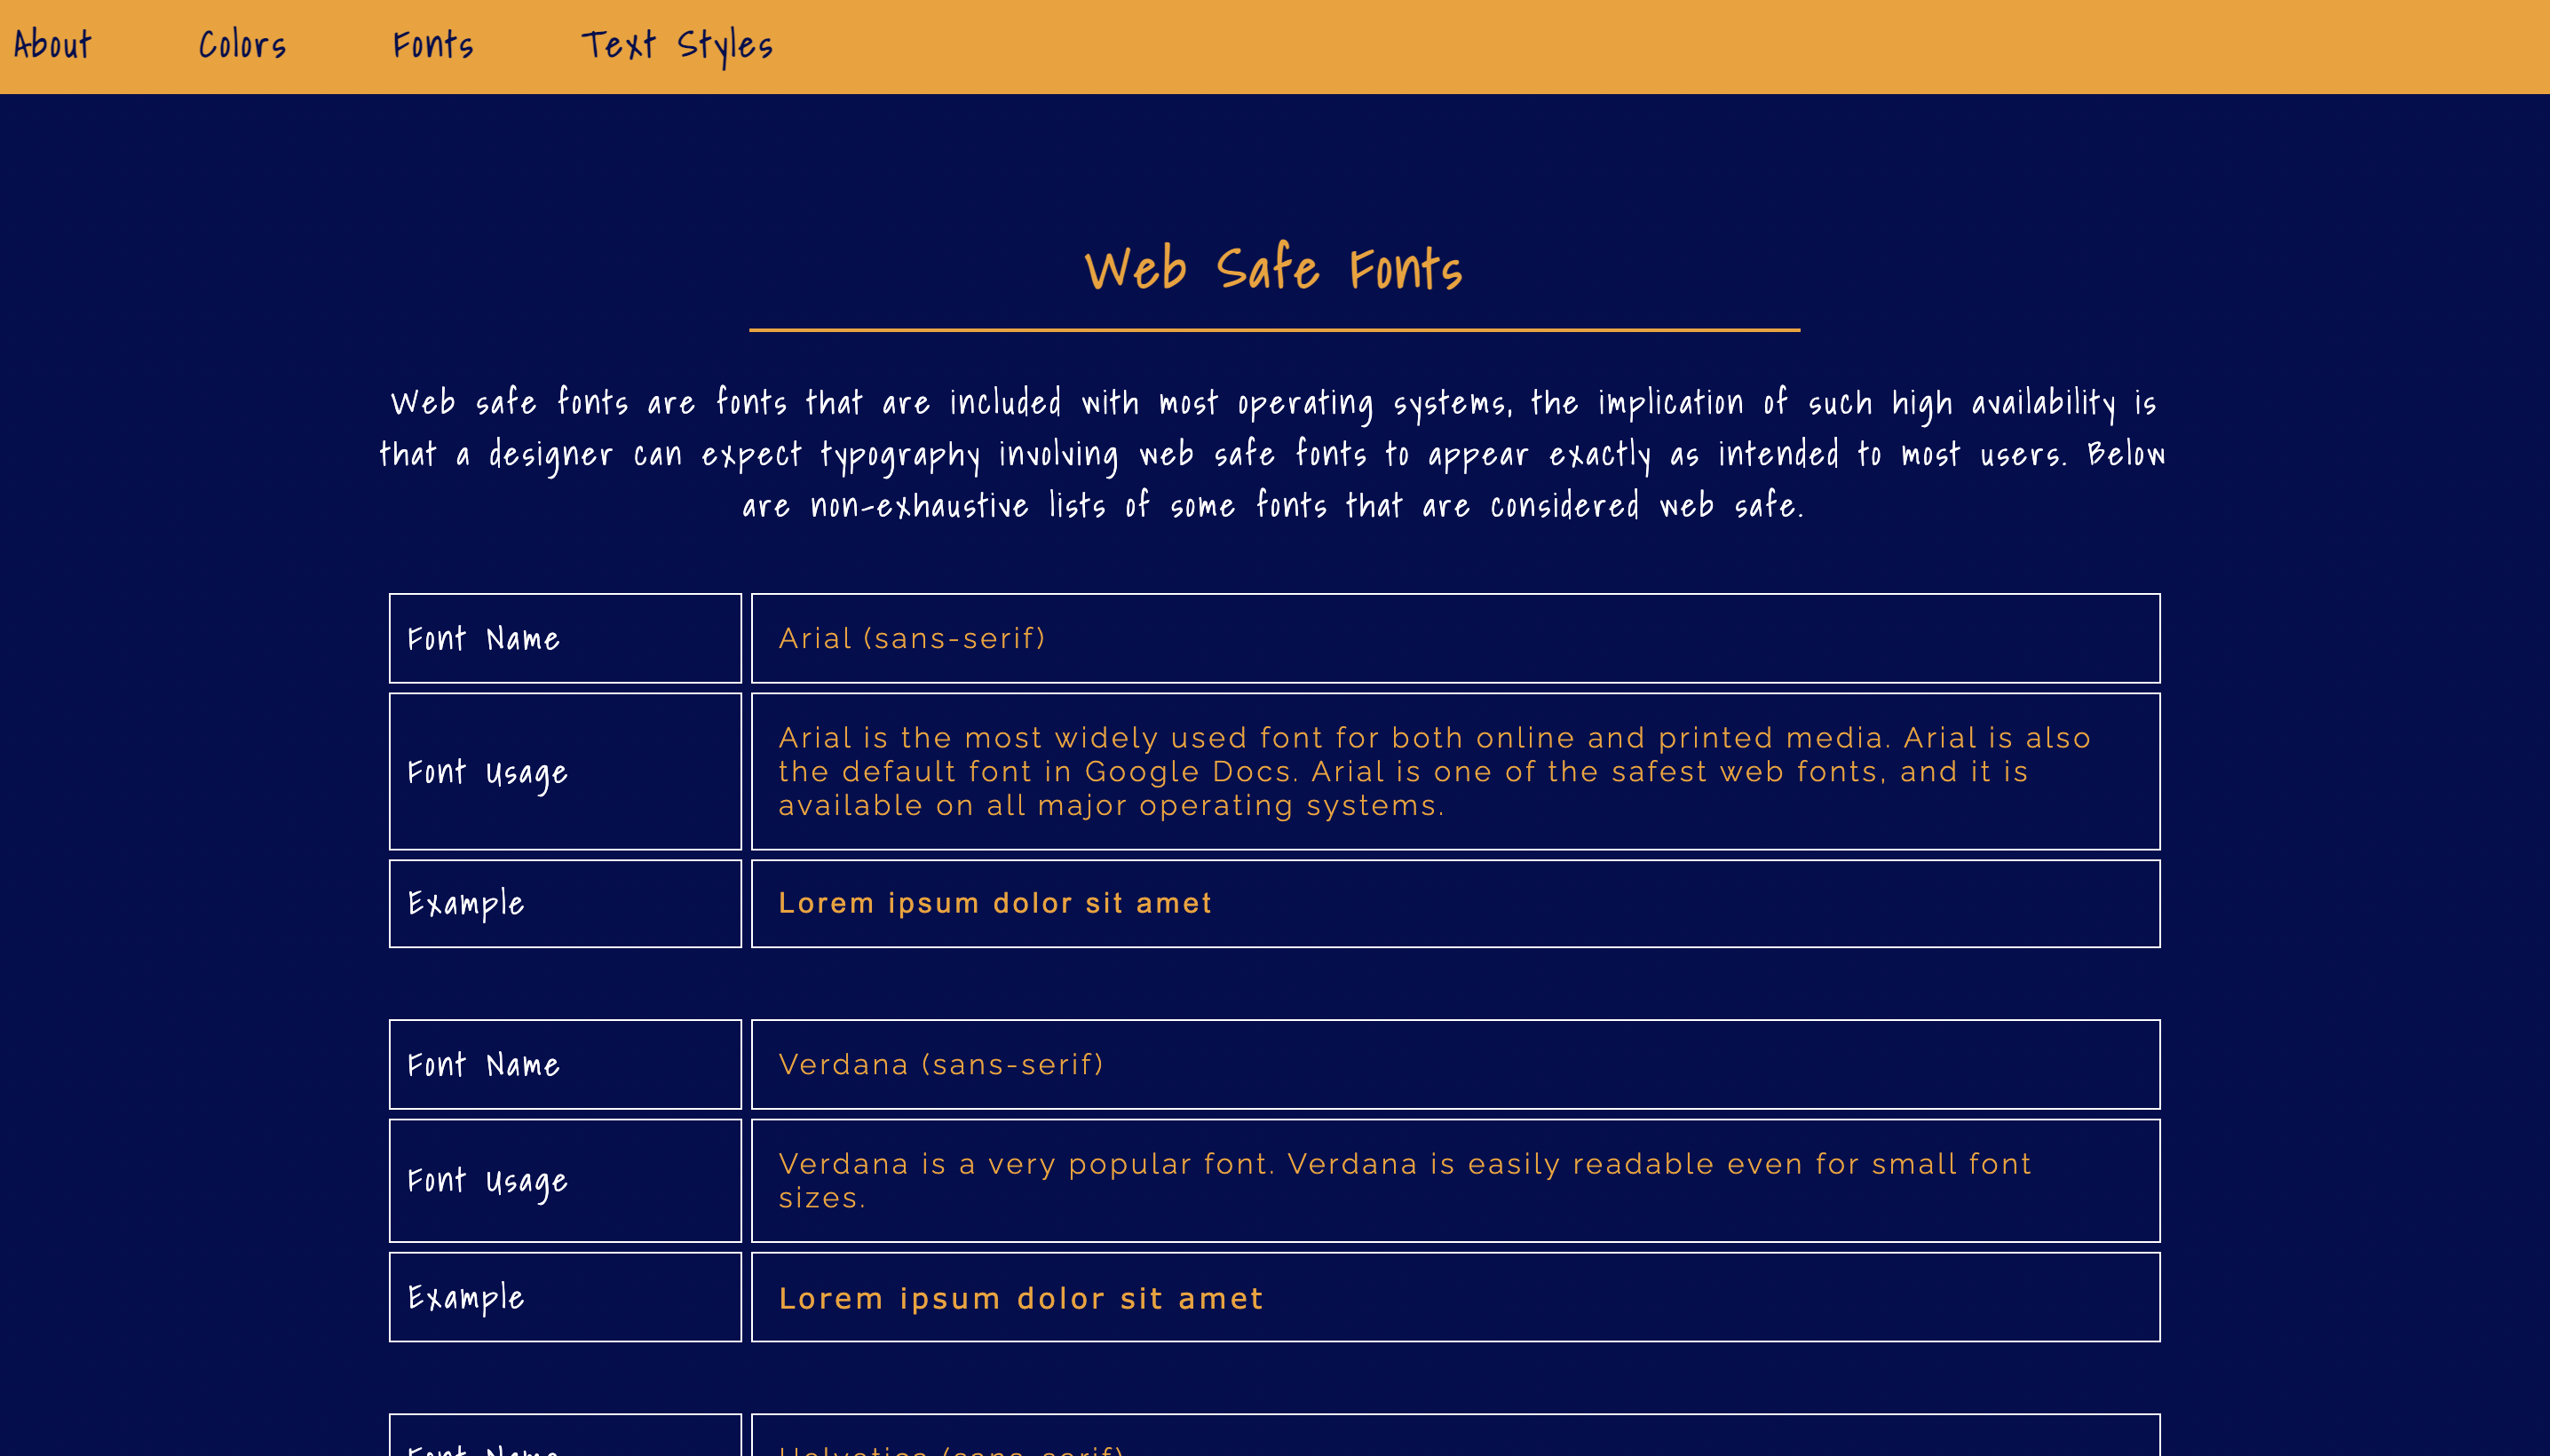 About Colors Fonts Text Styles
Web Safe Fonts
Web safe fonts are fonts that are included with most operating systems, the implication of such high availability is
that a designer can expect typography involving web safe fonts to appear exactly as intended to most users. Below
are non-exhaustive lists of some fonts that are considered web safe.
Font Name
Arial (sans-serif)
Font Usage
Arial is the most widely used font for both online and printed media. Arial is also
the default font in Google Docs. Arial is one of the safest web fonts, and it is
available on all major operating systems.
Example
Lorem ipsum dolor sit amet
Font Name
Verdana (sans-serif)
Font Usage
Verdana is a very popular font. Verdana is easily readable even for small font
sizes.
Example
Lorem ipsum dolor sit amet
Font Name
Helvetica (sans-serif)